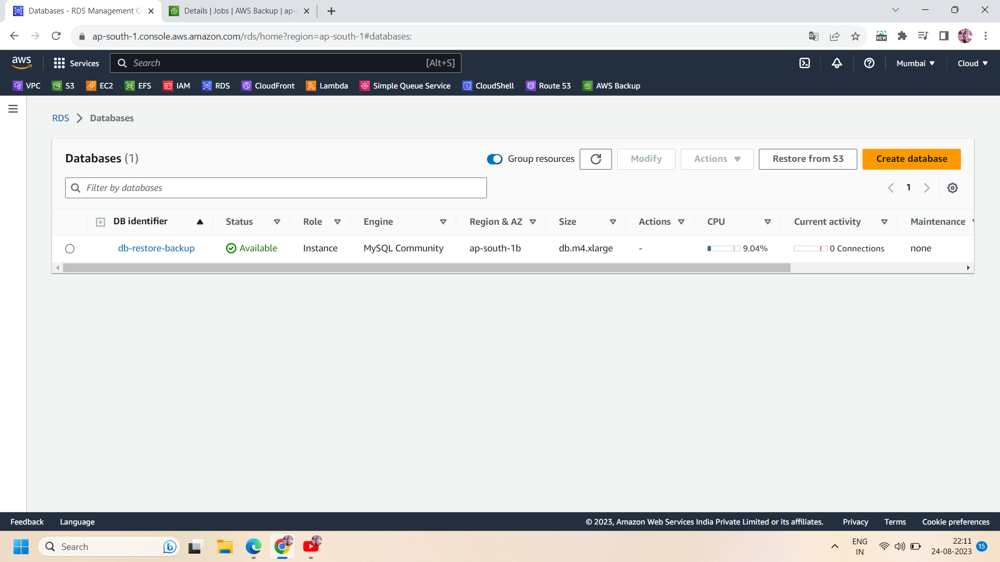 Databases - RDS Management Co
Details | Jobs | AWS Backup | ap-s
ap-south-1.console.aws.amazon.com/rds/home?region=ap-south-1#databases:
NEW
aws
Services
Search
[Alt+S]
Mumbai
Cloud
VPC
S3
EC2
EFS
IAM
RDS
CloudFront
Lambda
Simple Queue Service
CloudShell
Route 53
AWS Backup
RDS
Databases
Databases (1)
Group resources
Modify
Actions
Restore from S3
Create database
Filter by databases
1
DB identifier Status Role Engine Region & AZ Size Actions CPU Current activity Maintenance
db-restore-backup Available Instance MySQL Community ap-south-1b db.m4.xlarge - 9.04% 0 Connections none
Feedback
Language
© 2023, Amazon Web Services India Private Limited or its affiliates.
Privacy
Terms
Cookie preferences
Search
ENG
IN
22:11
24-08-2023
15